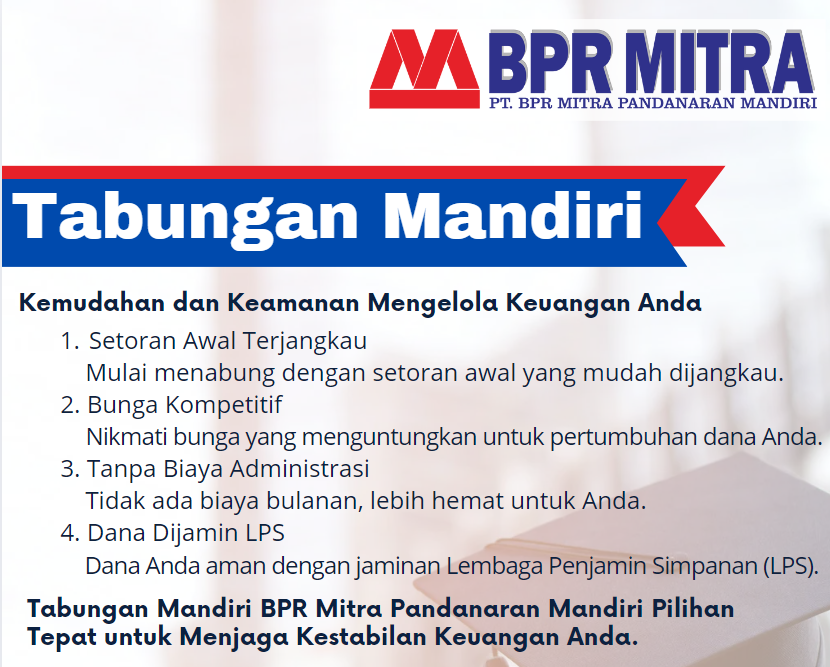 BPR MITRA
PT. BPR MITRA PANDANARAN MANDIRI
Tabungan Mandiri
Kemudahan dan Keamanan Mengelola Keuangan Anda
1. Setoran Awal Terjangkau
Mulai menabung dengan setoran awal yang mudah dijangkau.
2. Bunga Kompetitif
Nikmati bunga yang menguntungkan untuk pertumbuhan dana Anda.
3. Tanpa Biaya Administrasi
Tidak ada biaya bulanan, lebih hemat untuk Anda.
4. Dana Dijamin LPS
Dana Anda aman dengan jaminan Lembaga Penjamin Simpanan (LPS).
Tabungan Mandiri BPR Mitra Pandanaran Mandiri Pilihan
Tepat untuk Menjaga Kestabilan Keuangan Anda.